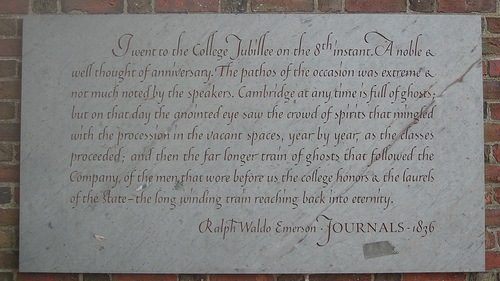 I went to the College Jubilee on the 8th instant. A noble &
well thought of anniversary. The pathos of the occasion was extreme &
not much noted by the speakers. Cambridge at any time is full of ghosts;
but on that day the anointed eye saw the crowd of spirits that mingled
with the procession in the vacant spaces, year by year, as the classes
proceeded; and then the far longer train of ghosts that followed the
Company, of the men that wore before us the college honors & the laurels
of the State – the long winding train reaching back into eternity.
Ralph Waldo Emerson · JOURNALS · 1836